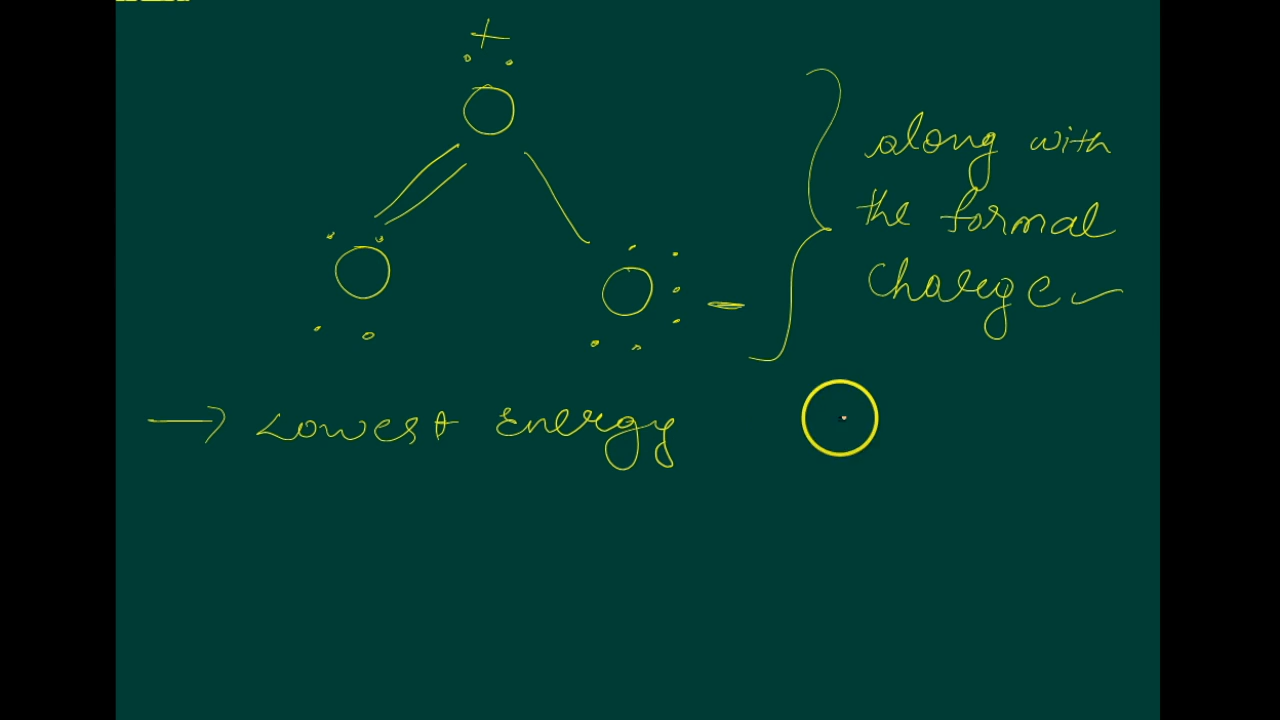 +
O
O
O -
along with
the formal
charge
→ Lowest Energy